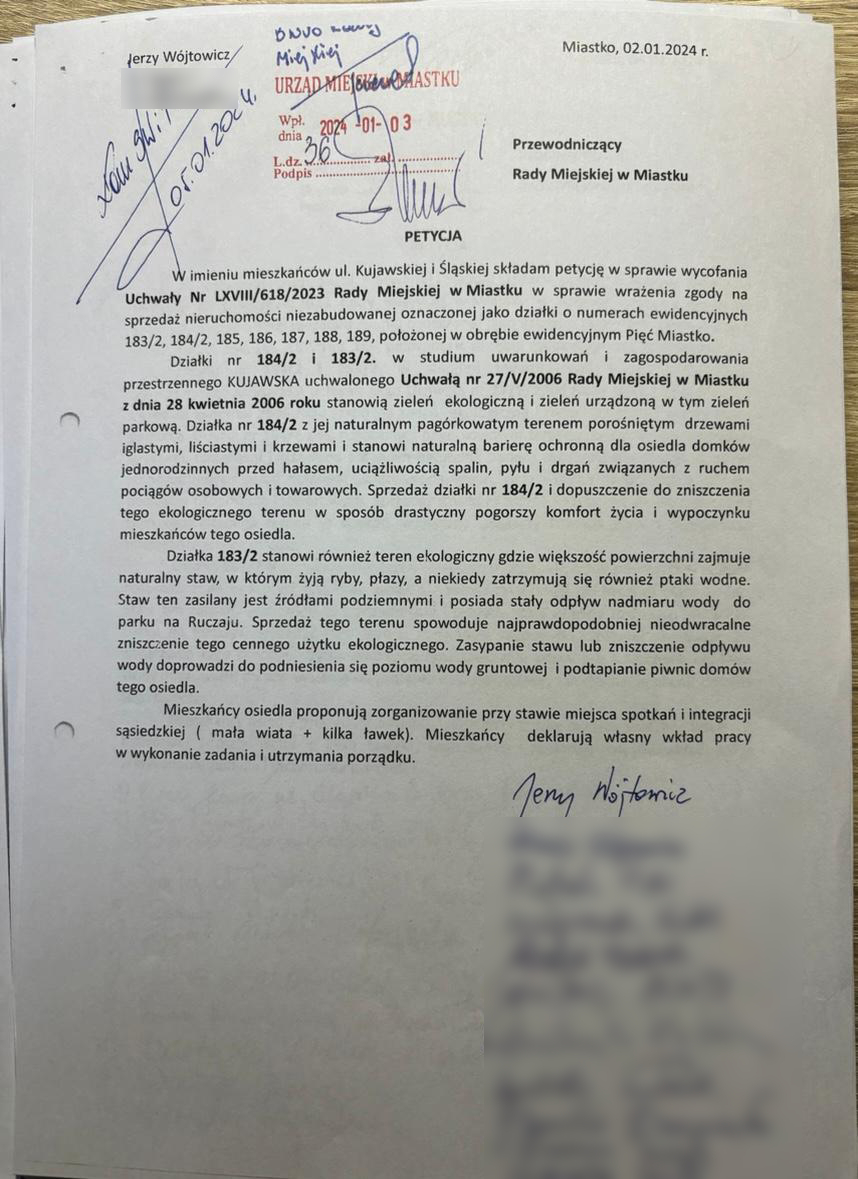 Jerzy Wójtowicz
Miastko, 02.01.2024 r.
Miejskiej
URZĄD MIEJSKI w MIASTKU
Wpł.
dnia 2024 -01- 03
L.dz. 36 zał.
Podpis
05.01.2024.
Przewodniczący
Rady Miejskiej w Miastku
PETYCJA
W imieniu mieszkańców ul. Kujawskiej i Śląskiej składam petycję w sprawie wycofania
Uchwały Nr LXVIII/618/2023 Rady Miejskiej w Miastku w sprawie wrażenia zgody na
sprzedaż nieruchomości niezabudowanej oznaczonej jako działki o numerach ewidencyjnych
183/2, 184/2, 185, 186, 187, 188, 189, położonej w obrębie ewidencyjnym Pięć Miastko.
Działki nr 184/2 i 183/2. w studium uwarunkowań i zagospodarowania
przestrzennego KUJAWSKA uchwalonego Uchwałą nr 27/V/2006 Rady Miejskiej w Miastku
z dnia 28 kwietnia 2006 roku stanowią zieleń ekologiczną i zieleń urządzoną w tym zieleń
parkową. Działka nr 184/2 z jej naturalnym pagórkowatym terenem porośniętym drzewami
iglastymi, liściastymi i krzewami i stanowi naturalną barierę ochronną dla osiedla domków
jednorodzinnych przed hałasem, uciążliwością spalin, pyłu i drgań związanych z ruchem
pociągów osobowych i towarowych. Sprzedaż działki nr 184/2 i dopuszczenie do zniszczenia
tego ekologicznego terenu w sposób drastyczny pogorszy komfort życia i wypoczynku
mieszkańców tego osiedla.
Działka 183/2 stanowi również teren ekologiczny gdzie większość powierzchni zajmuje
naturalny staw, w którym żyją ryby, płazy, a niekiedy zatrzymują się również ptaki wodne.
Staw ten zasilany jest źródłami podziemnymi i posiada stały odpływ nadmiaru wody do
parku na Ruczaju. Sprzedaż tego terenu spowoduje najprawdopodobniej nieodwracalne
zniszczenie tego cennego użytku ekologicznego. Zasypanie stawu lub zniszczenie odpływu
wody doprowadzi do podniesienia się poziomu wody gruntowej i podtapianie piwnic domów
tego osiedla.
Mieszkańcy osiedla proponują zorganizowanie przy stawie miejsca spotkań i integracji
sąsiedzkiej ( mała wiata + kilka ławek). Mieszkańcy deklarują własny wkład pracy
w wykonanie zadania i utrzymania porządku.
Jerzy Wójtowicz